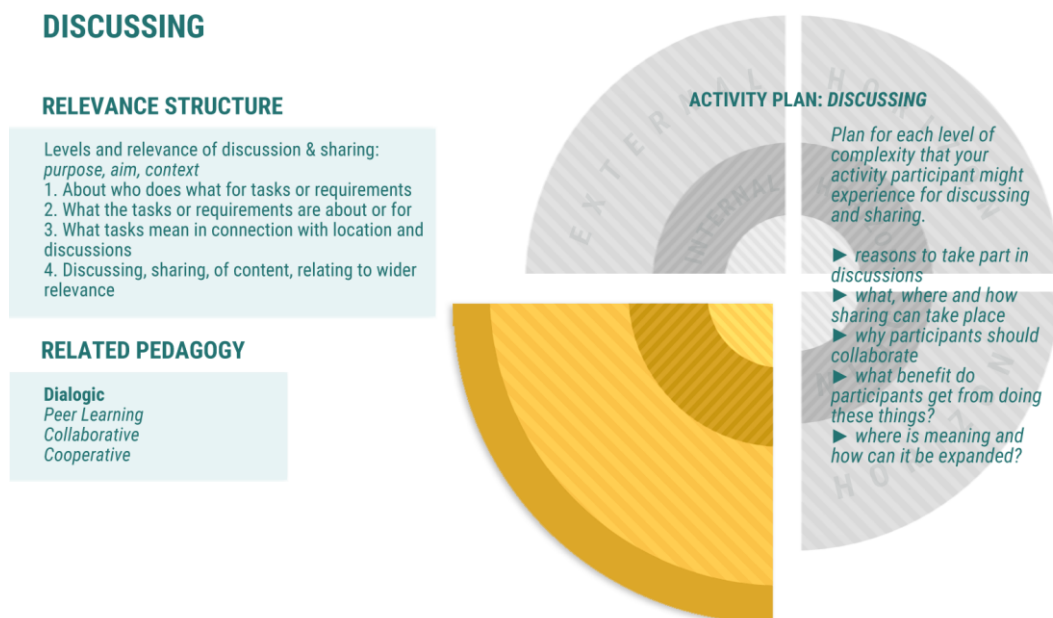 DISCUSSING
RELEVANCE STRUCTURE
Levels and relevance of discussion & sharing:
purpose, aim, context
1. About who does what for tasks or requirements
2. What the tasks or requirements are about or for
3. What tasks mean in connection with location and
discussions
4. Discussing, sharing, of content, relating to wider
relevance
RELATED PEDAGOGY
Dialogic
Peer Learning
Collaborative
Cooperative
ACTIVITY PLAN: DISCUSSING
Plan for each level of
complexity that your
activity participant might
experience for discussing
and sharing.
► reasons to take part in
discussions
► what, where and how
sharing can take place
► why participants should
collaborate
► what benefit do
participants get from doing
these things?
► where is meaning and
how can it be expanded?
EXTERNAL
INTERNAL